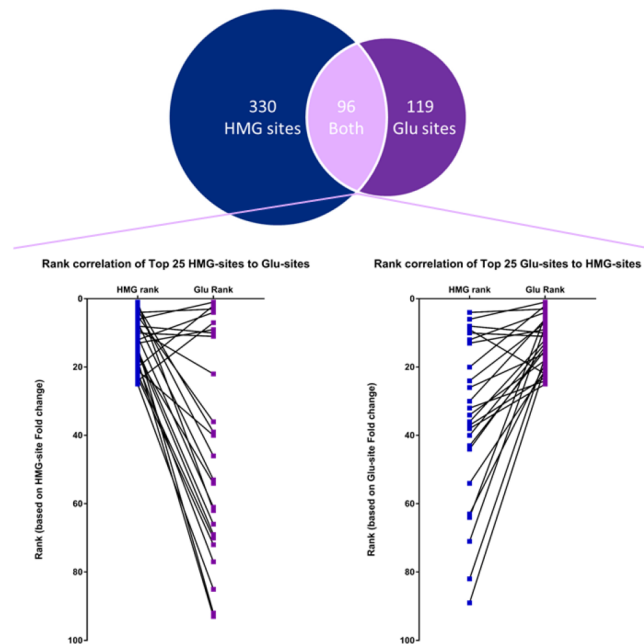 330
HMG sites
96
Both
119
Glu sites
Rank correlation of Top 25 HMG-sites to Glu-sites
HMG rank
Glu Rank
0
20
40
60
80
100
Rank (based on HMG-site Fold change)
Rank correlation of Top 25 Glu-sites to HMG-sites
HMG rank
Glu Rank
0
20
40
60
80
100
Rank (based on Glu-site Fold change)